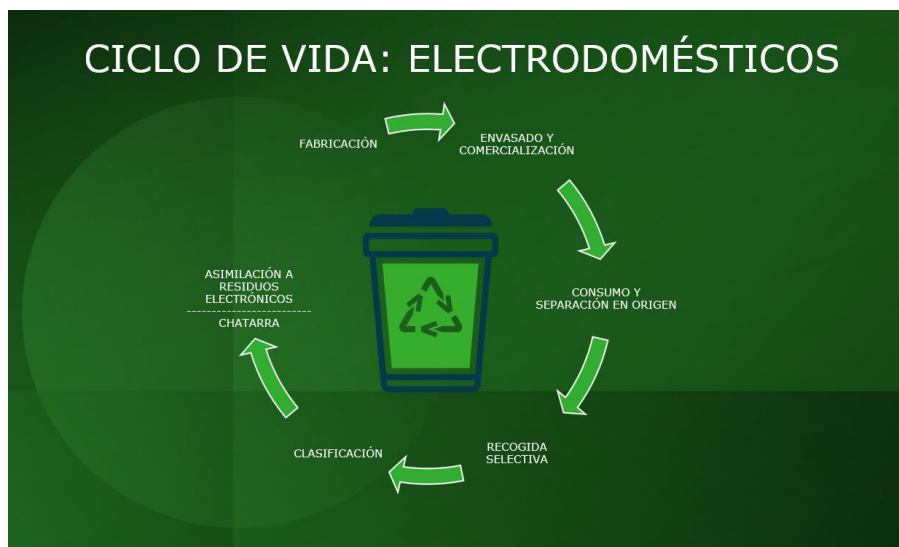 CICLO DE VIDA: ELECTRODOMÉSTICOS
FABRICACIÓN
ENVASADO Y
COMERCIALIZACIÓN
CONSUMO Y
SEPARACIÓN EN ORIGEN
RECOGIDA
SELECTIVA
CLASIFICACIÓN
ASIMILACIÓN A
RESIDUOS
ELECTRÓNICOS
CHATARRA